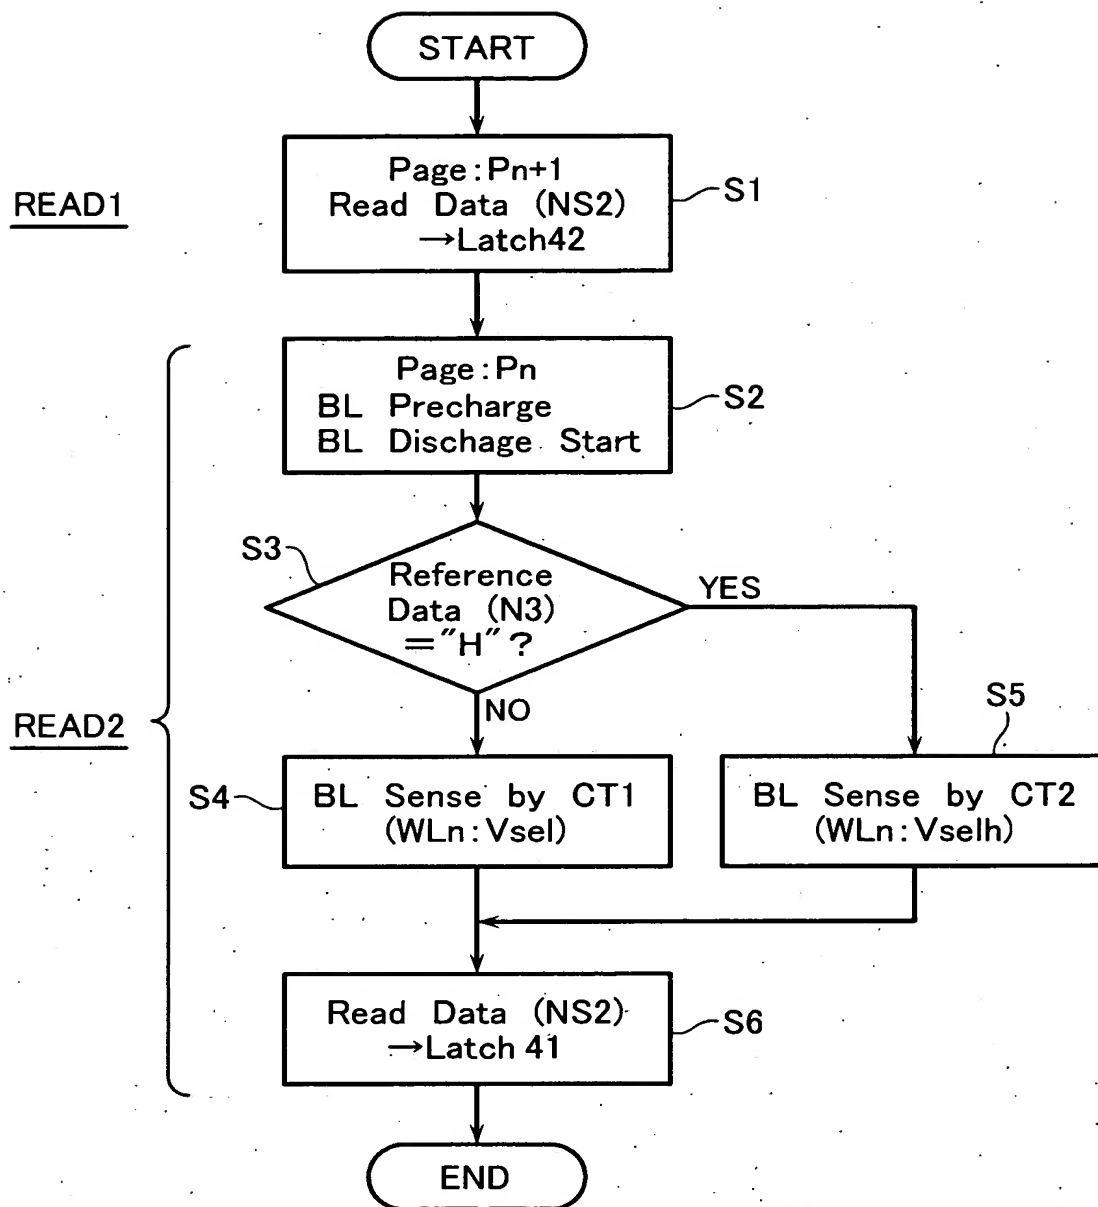 START
Page:Pn+1
Read Data (NS2)
→Latch42
S1
READ1
Page:Pn
BL Precharge
BL Dischage Start
S2
S3
Reference
Data (N3)
="H"?
YES
NO
READ2
S4
BL Sense by CT1
(WLn:Vsel)
S5
BL Sense by CT2
(WLn:Vselh)
Read Data (NS2)
→Latch 41
S6
END